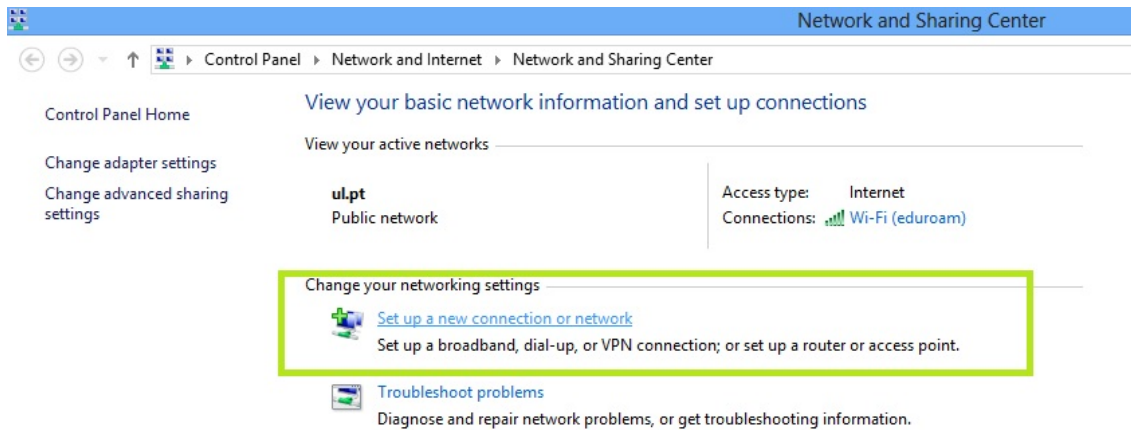 Network and Sharing Center
Control Panel Network and Internet Network and Sharing Center
Control Panel Home
Change adapter settings
Change advanced sharing
settings
View your basic network information and set up connections
View your active networks
ul.pt
Public network
Access type: Internet
Connections: Wi-Fi (eduroam)
Change your networking settings
Set up a new connection or network
Set up a broadband, dial-up, or VPN connection; or set up a router or access point.
Troubleshoot problems
Diagnose and repair network problems, or get troubleshooting information.